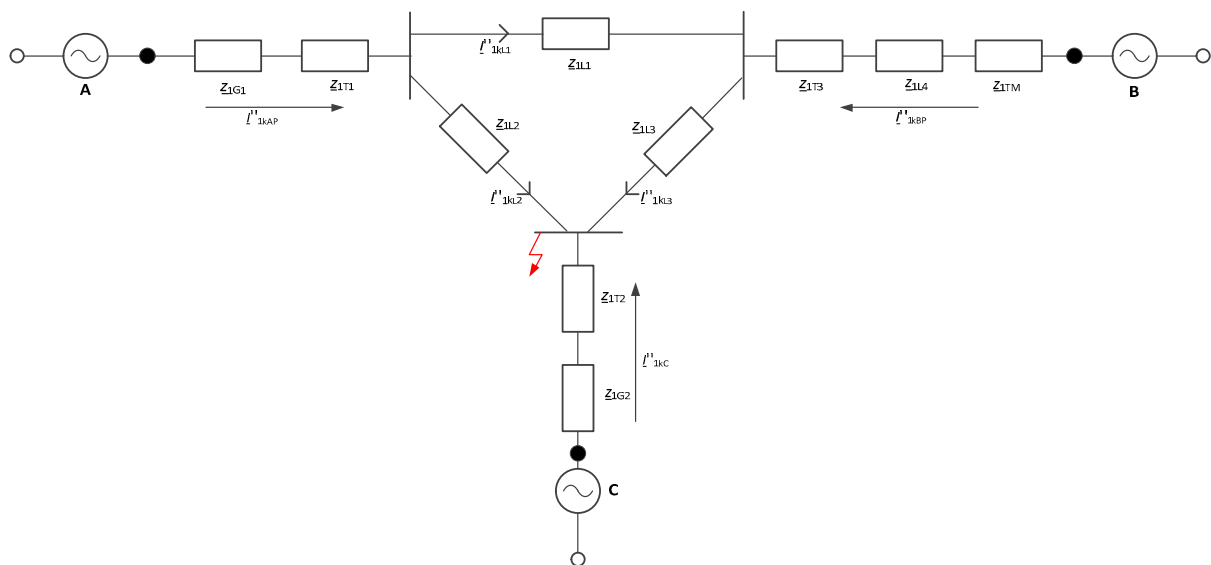 I''1kL1
z1L1
A
z1G1
z1T1
I''1kAP
z1T3
z1L4
z1TM
B
I''1kBP
z1L2
z1L3
I''1kL2
I''1kL3
z1T2
I''1kC
z1G2
C